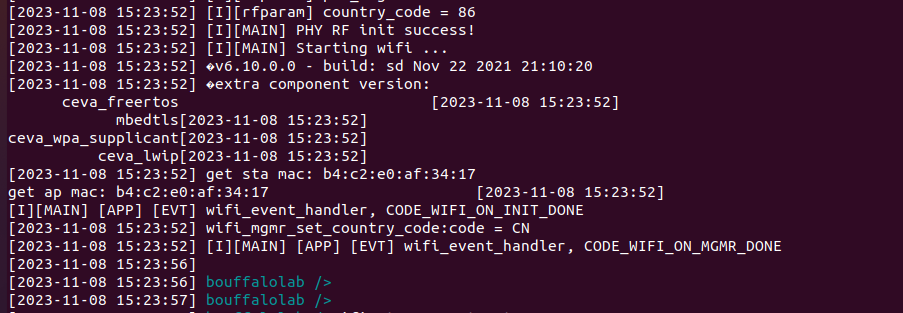 [2023-11-08 15:23:52] [I][rfparam] country_code = 86
[2023-11-08 15:23:52] [I][MAIN] PHY RF init success!
[2023-11-08 15:23:52] [I][MAIN] Starting wifi ...
[2023-11-08 15:23:52] �v6.10.0.0 - build: sd Nov 22 2021 21:10:20
[2023-11-08 15:23:52] �extra component version:
ceva_freertos [2023-11-08 15:23:52]
mbedtls[2023-11-08 15:23:52]
ceva_wpa_supplicant[2023-11-08 15:23:52]
ceva_lwip[2023-11-08 15:23:52]
[2023-11-08 15:23:52] get sta mac: b4:c2:e0:af:34:17
get ap mac: b4:c2:e0:af:34:17 [2023-11-08 15:23:52]
[I][MAIN] [APP] [EVT] wifi_event_handler, CODE_WIFI_ON_INIT_DONE
[2023-11-08 15:23:52] wifi_mgmr_set_country_code:code = CN
[2023-11-08 15:23:52] [I][MAIN] [APP] [EVT] wifi_event_handler, CODE_WIFI_ON_MGMR_DONE
[2023-11-08 15:23:56]
[2023-11-08 15:23:56] bouffalolab />
[2023-11-08 15:23:57] bouffalolab />